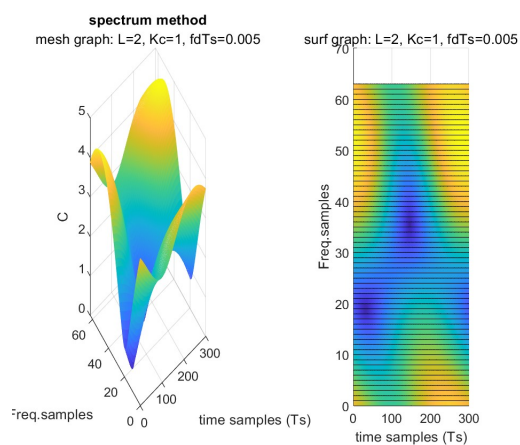 spectrum method
mesh graph: L=2, Kc=1, fdTs=0.005
5
4
3
2
1
0
C
60
40
20
0
0
100
200
300
Freq.samples
time samples (Ts)
surf graph: L=2, Kc=1, fdTs=0.005
70
60
50
40
30
20
10
0
Freq.samples
0 100 200 300
time samples (Ts)